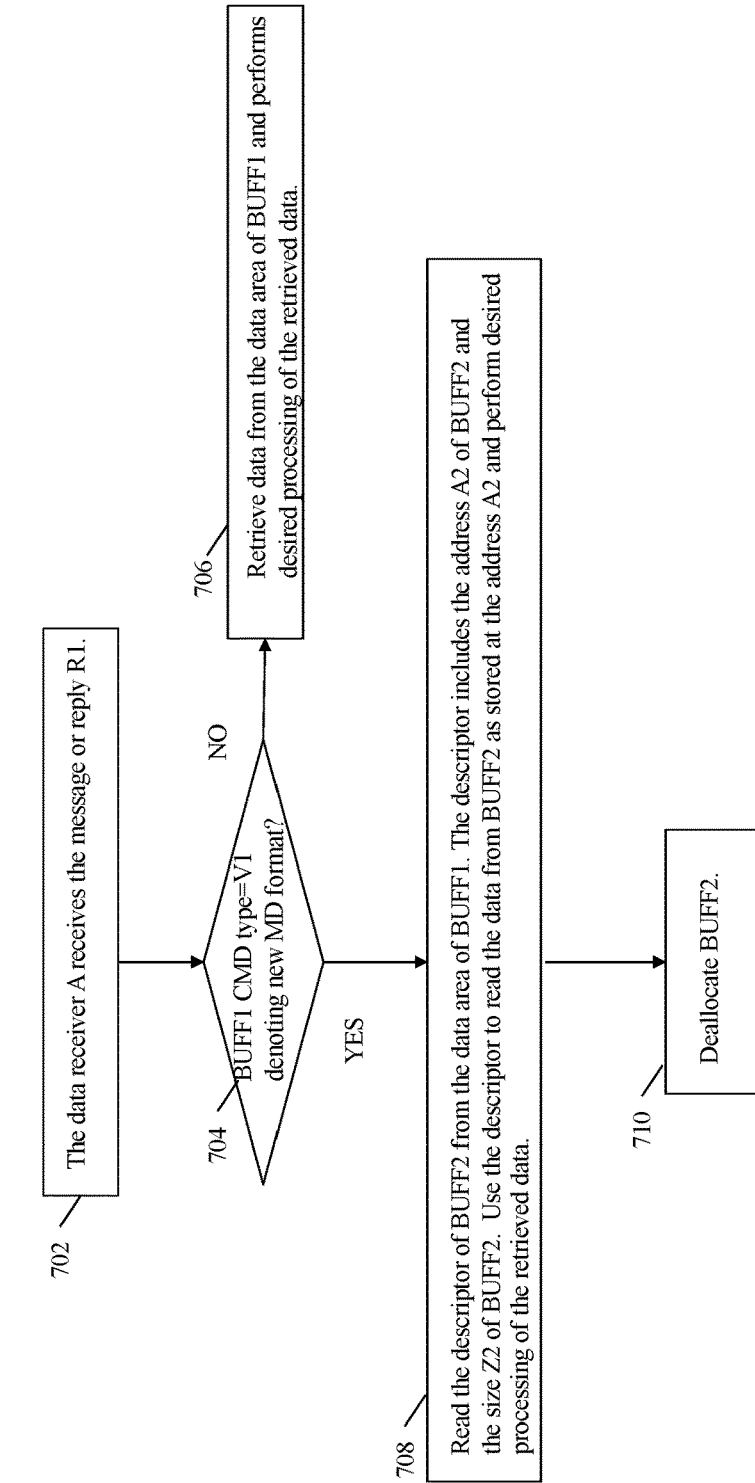 702
The data receiver A receives the message or reply R1.
704
BUFF1 CMD type=V1
denoting new MD format?
NO
706
Retrieve data from the data area of BUFF1 and performs
desired processing of the retrieved data.
YES
708
Read the descriptor of BUFF2 from the data area of BUFF1. The descriptor includes the address A2 of BUFF2 and
the size Z2 of BUFF2. Use the descriptor to read the data from BUFF2 as stored at the address A2 and perform desired
processing of the retrieved data.
710
Deallocate BUFF2.